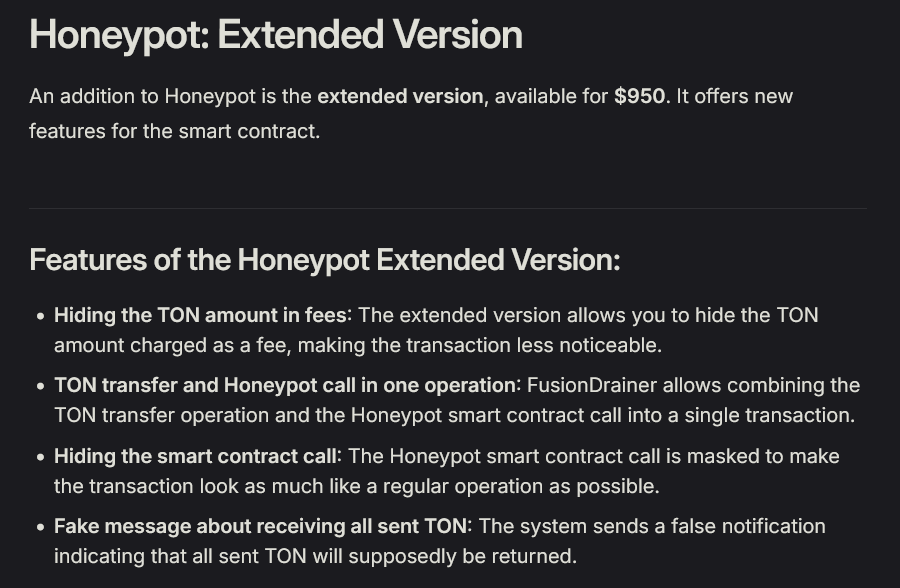 Honeypot: Extended Version
An addition to Honeypot is the extended version, available for $950. It offers new
features for the smart contract.
Features of the Honeypot Extended Version:
• Hiding the TON amount in fees: The extended version allows you to hide the TON
amount charged as a fee, making the transaction less noticeable.
• TON transfer and Honeypot call in one operation: FusionDrainer allows combining the
TON transfer operation and the Honeypot smart contract call into a single transaction.
• Hiding the smart contract call: The Honeypot smart contract call is masked to make
the transaction look as much like a regular operation as possible.
• Fake message about receiving all sent TON: The system sends a false notification
indicating that all sent TON will supposedly be returned.